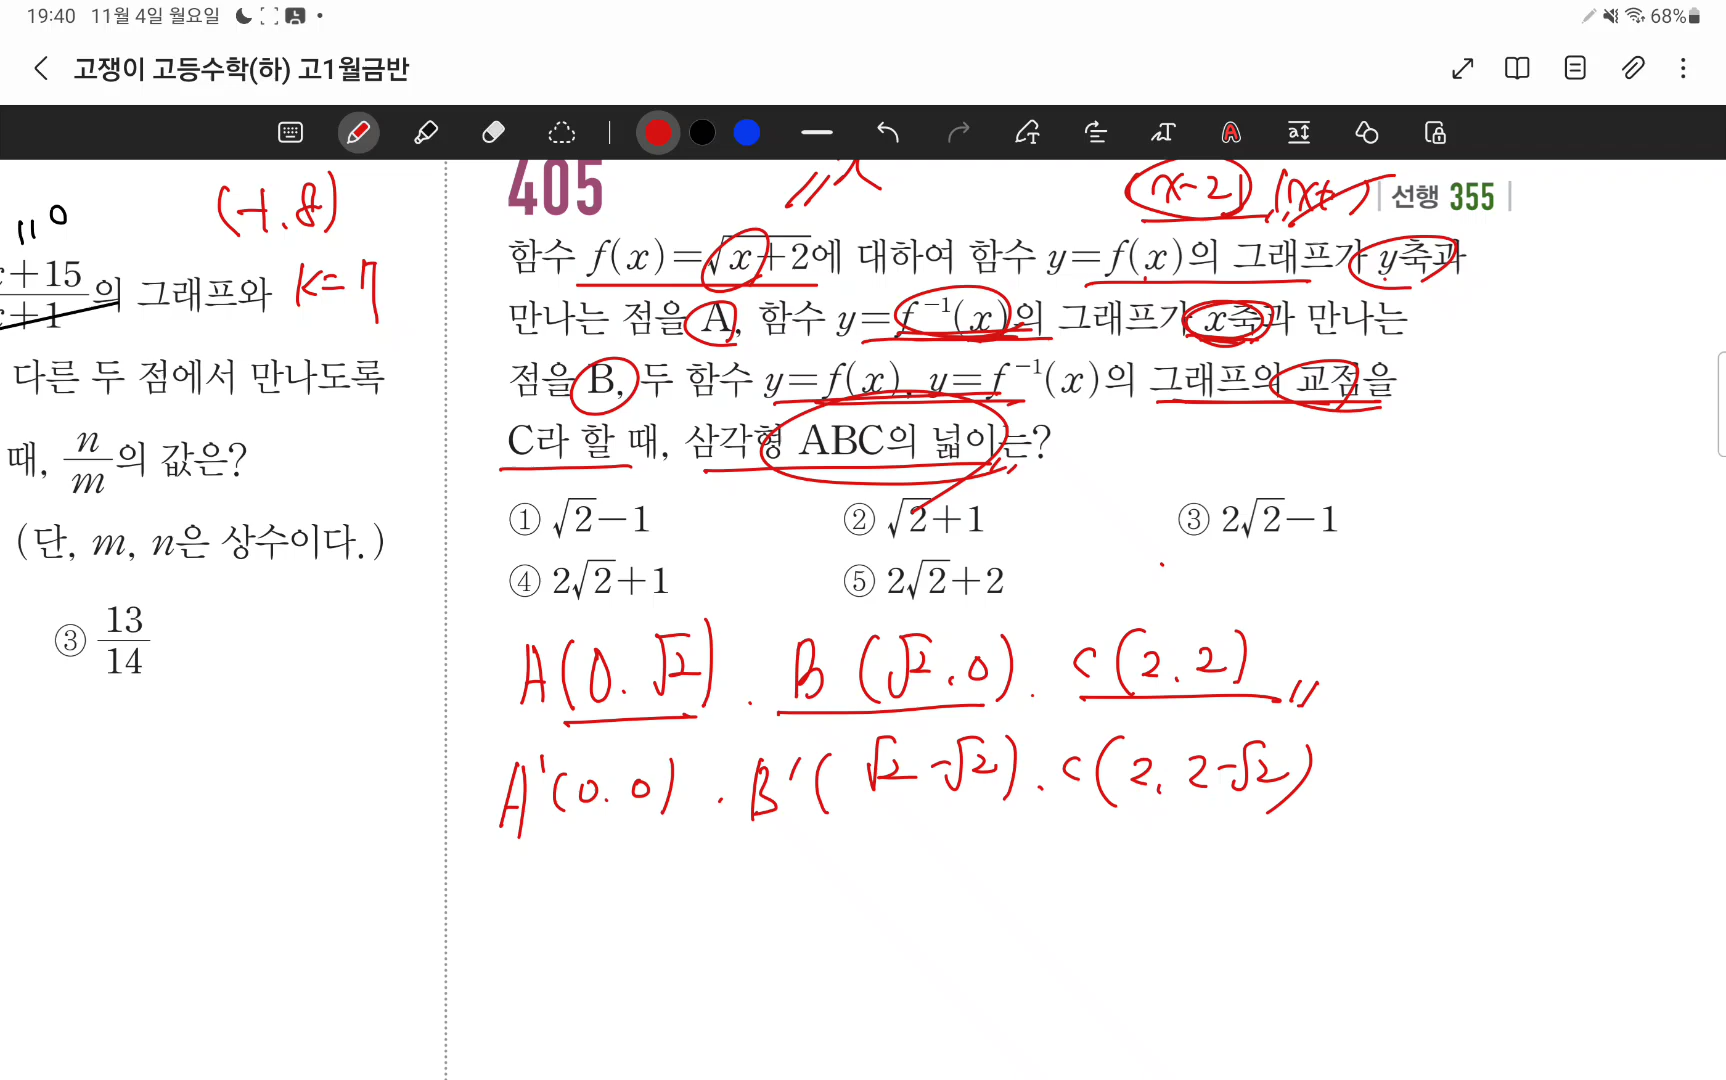 19:40 11월 4일 월요일
68%
고쟁이 고등수학(하) 고1월금반
(-1.8)
x+15
x+1
의 그래프와 k=7
다른 두 점에서 만나도록
때, n/m의 값은?
(단, m, n은 상수이다.)
③ 13/14
405
(x-2)
선행 355
함수 f(x)=√x+2에 대하여 함수 y=f(x)의 그래프가 y축과
만나는 점을 A, 함수 y=f⁻¹(x)의 그래프가 x축과 만나는
점을 B, 두 함수 y=f(x), y=f⁻¹(x)의 그래프의 교점을
C라 할 때, 삼각형 ABC의 넓이는?
① √2−1 ② √2+1 ③ 2√2−1
④ 2√2+1 ⑤ 2√2+2
A(0.√2). B(√2.0). C(2.2)
A'(0.0). B'(√2-√2). C(2, 2-√2)